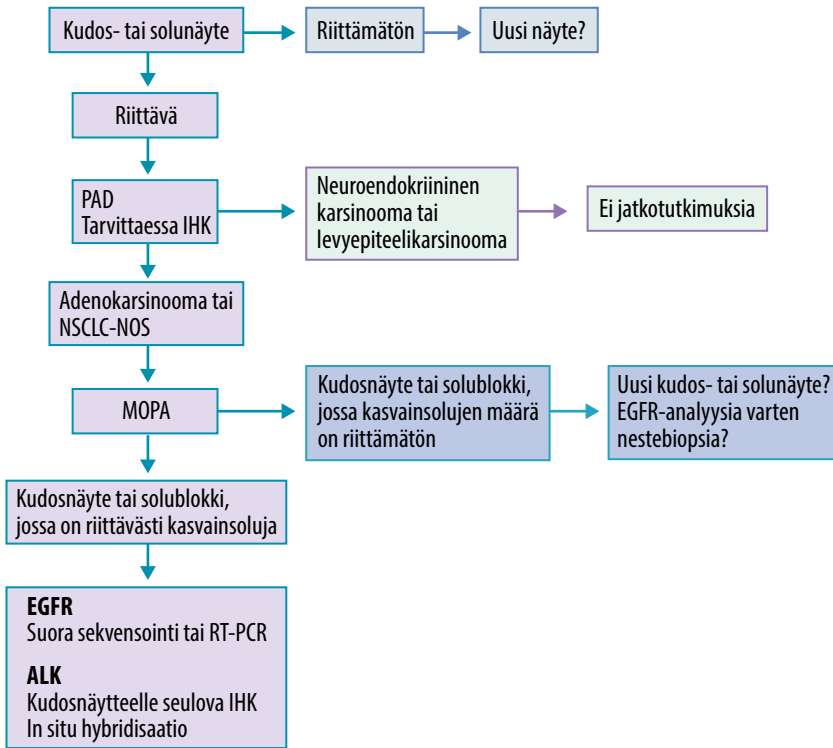 Kudos- tai solunäyte
Riittämätön
Uusi näyte?
Riittävä
PAD
Tarvittaessa IHK
Neuroendokriininen
karsinooma tai
levyepiteelikarsinooma
Ei jatkotutkimuksia
Adenokarsinooma tai
NSCLC-NOS
MOPA
Kudosnäyte tai solublokki,
jossa kasvainsolujen määrä
on riittämätön
Uusi kudos- tai solunäyte?
EGFR-analyysia varten
nestebiopsia?
Kudosnäyte tai solublokki,
jossa on riittävästi kasvainsoluja
EGFR
Suora sekvensointi tai RT-PCR
ALK
Kudosnäytteelle seulova IHK
In situ hybridisaatio